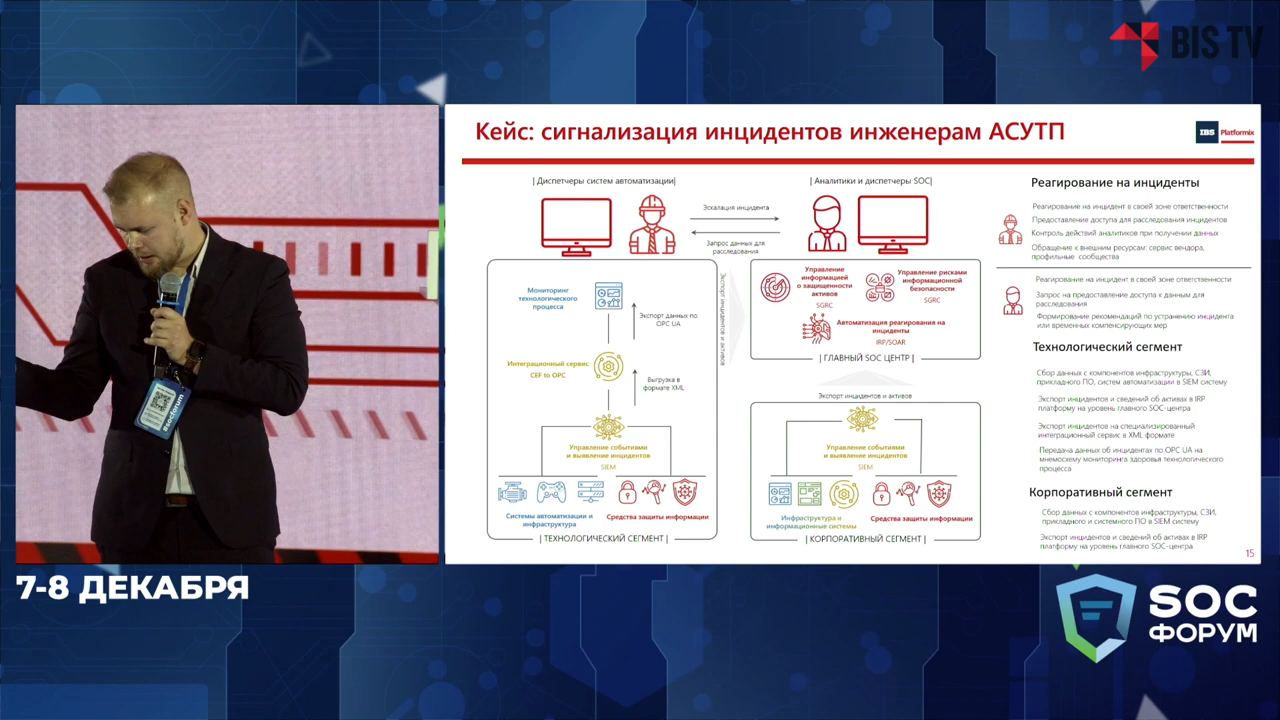 BIS TV
Кейс: сигнализация инцидентов инженерам АСУТП
IBS Platformix
| Диспетчеры систем автоматизации|
| Аналитики и диспетчеры SOC|
Эскалация инцидента
Запрос данных для
расследования
Мониторинг
технологического
процесса
Экспорт данных по
OPC UA
Интеграционный сервис
CEF to OPC
Выгрузка в
формате XML
Управление событиями
и выявление инцидентов
SIEM
Системы автоматизации и
инфраструктура
Средства защиты информации
| ТЕХНОЛОГИЧЕСКИЙ СЕГМЕНТ |
Экспорт инцидентов и активов
Управление
информацией
о защищенности
активов
SGRC
Управление рисками
информационной
безопасности
SGRC
Автоматизация реагирования на
инциденты
IRP/SOAR
| ГЛАВНЫЙ SOC ЦЕНТР |
Экспорт инцидентов и активов
Управление событиями
и выявление инцидентов
SIEM
Инфраструктура и
информационные системы
Средства защиты информации
| КОРПОРАТИВНЫЙ СЕГМЕНТ |
Реагирование на инциденты
Реагирование на инцидент в своей зоне ответственности
Предоставление доступа для расследования инцидентов
Контроль действий аналитиков при получении данных
Обращение к внешним ресурсам: сервис вендора,
профильные сообщества
Реагирование на инцидент в своей зоне ответственности
Запрос на предоставление доступа к данным для
расследования
Формирование рекомендаций по устранению инцидента
или временных компенсирующих мер
Технологический сегмент
Сбор данных с компонентов инфраструктуры, СЗИ,
прикладного ПО, систем автоматизации в SIEM систему
Экспорт инцидентов и сведений об активах в IRP
платформу на уровень главного SOC-центра
Экспорт инцидентов на специализированный
интеграционный сервис в XML формате
Передача данных об инцидентах по OPC UA на
мнемосхему мониторинга здоровья технологического
процесса
Корпоративный сегмент
Сбор данных с компонентов инфраструктуры, СЗИ,
прикладного и системного ПО в SIEM систему
Экспорт инцидентов и сведений об активах в IRP
платформу на уровень главного SOC-центра
15
7-8 ДЕКАБРЯ
SOC
ФОРУМ